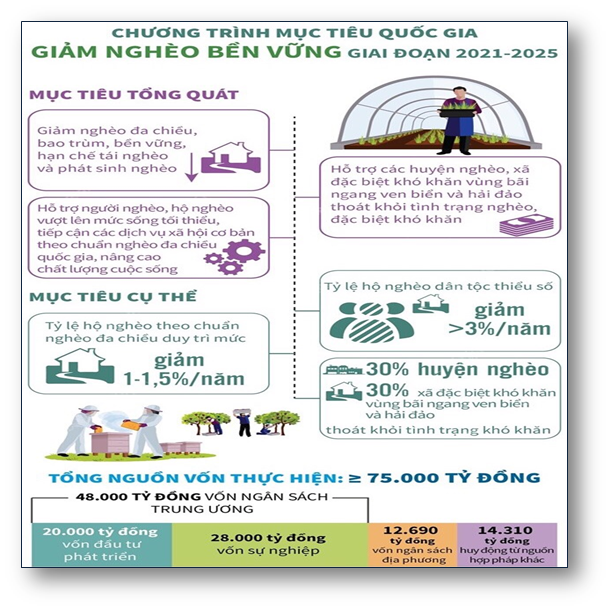 CHƯƠNG TRÌNH MỤC TIÊU QUỐC GIA
GIẢM NGHÈO BỀN VỮNG GIAI ĐOẠN 2021-2025
MỤC TIÊU TỔNG QUÁT
Giảm nghèo đa chiều,
bao trùm, bền vững,
hạn chế tái nghèo
và phát sinh nghèo
Hỗ trợ người nghèo, hộ nghèo
vượt lên mức sống tối thiểu,
tiếp cận các dịch vụ xã hội cơ bản
theo chuẩn nghèo đa chiều
quốc gia, nâng cao
chất lượng cuộc sống
Hỗ trợ các huyện nghèo, xã
đặc biệt khó khăn vùng bãi
ngang ven biển và hải đảo
thoát khỏi tình trạng nghèo,
đặc biệt khó khăn
MỤC TIÊU CỤ THỂ
Tỷ lệ hộ nghèo theo chuẩn
nghèo đa chiều duy trì mức
giảm
1-1,5%/năm
Tỷ lệ hộ nghèo dân tộc thiểu số
giảm
>3%/năm
30% huyện nghèo
30% xã đặc biệt khó khăn
vùng bãi ngang ven biển
và hải đảo
thoát khỏi tình trạng khó khăn
TỔNG NGUỒN VỐN THỰC HIỆN: ≥ 75.000 TỶ ĐỒNG
48.000 TỶ ĐỒNG VỐN NGÂN SÁCH
TRUNG ƯƠNG
20.000 tỷ đồng
vốn đầu tư
phát triển
28.000 tỷ đồng
vốn sự nghiệp
12.690
tỷ đồng
vốn ngân sách
địa phương
14.310
tỷ đồng
huy động từ nguồn
hợp pháp khác